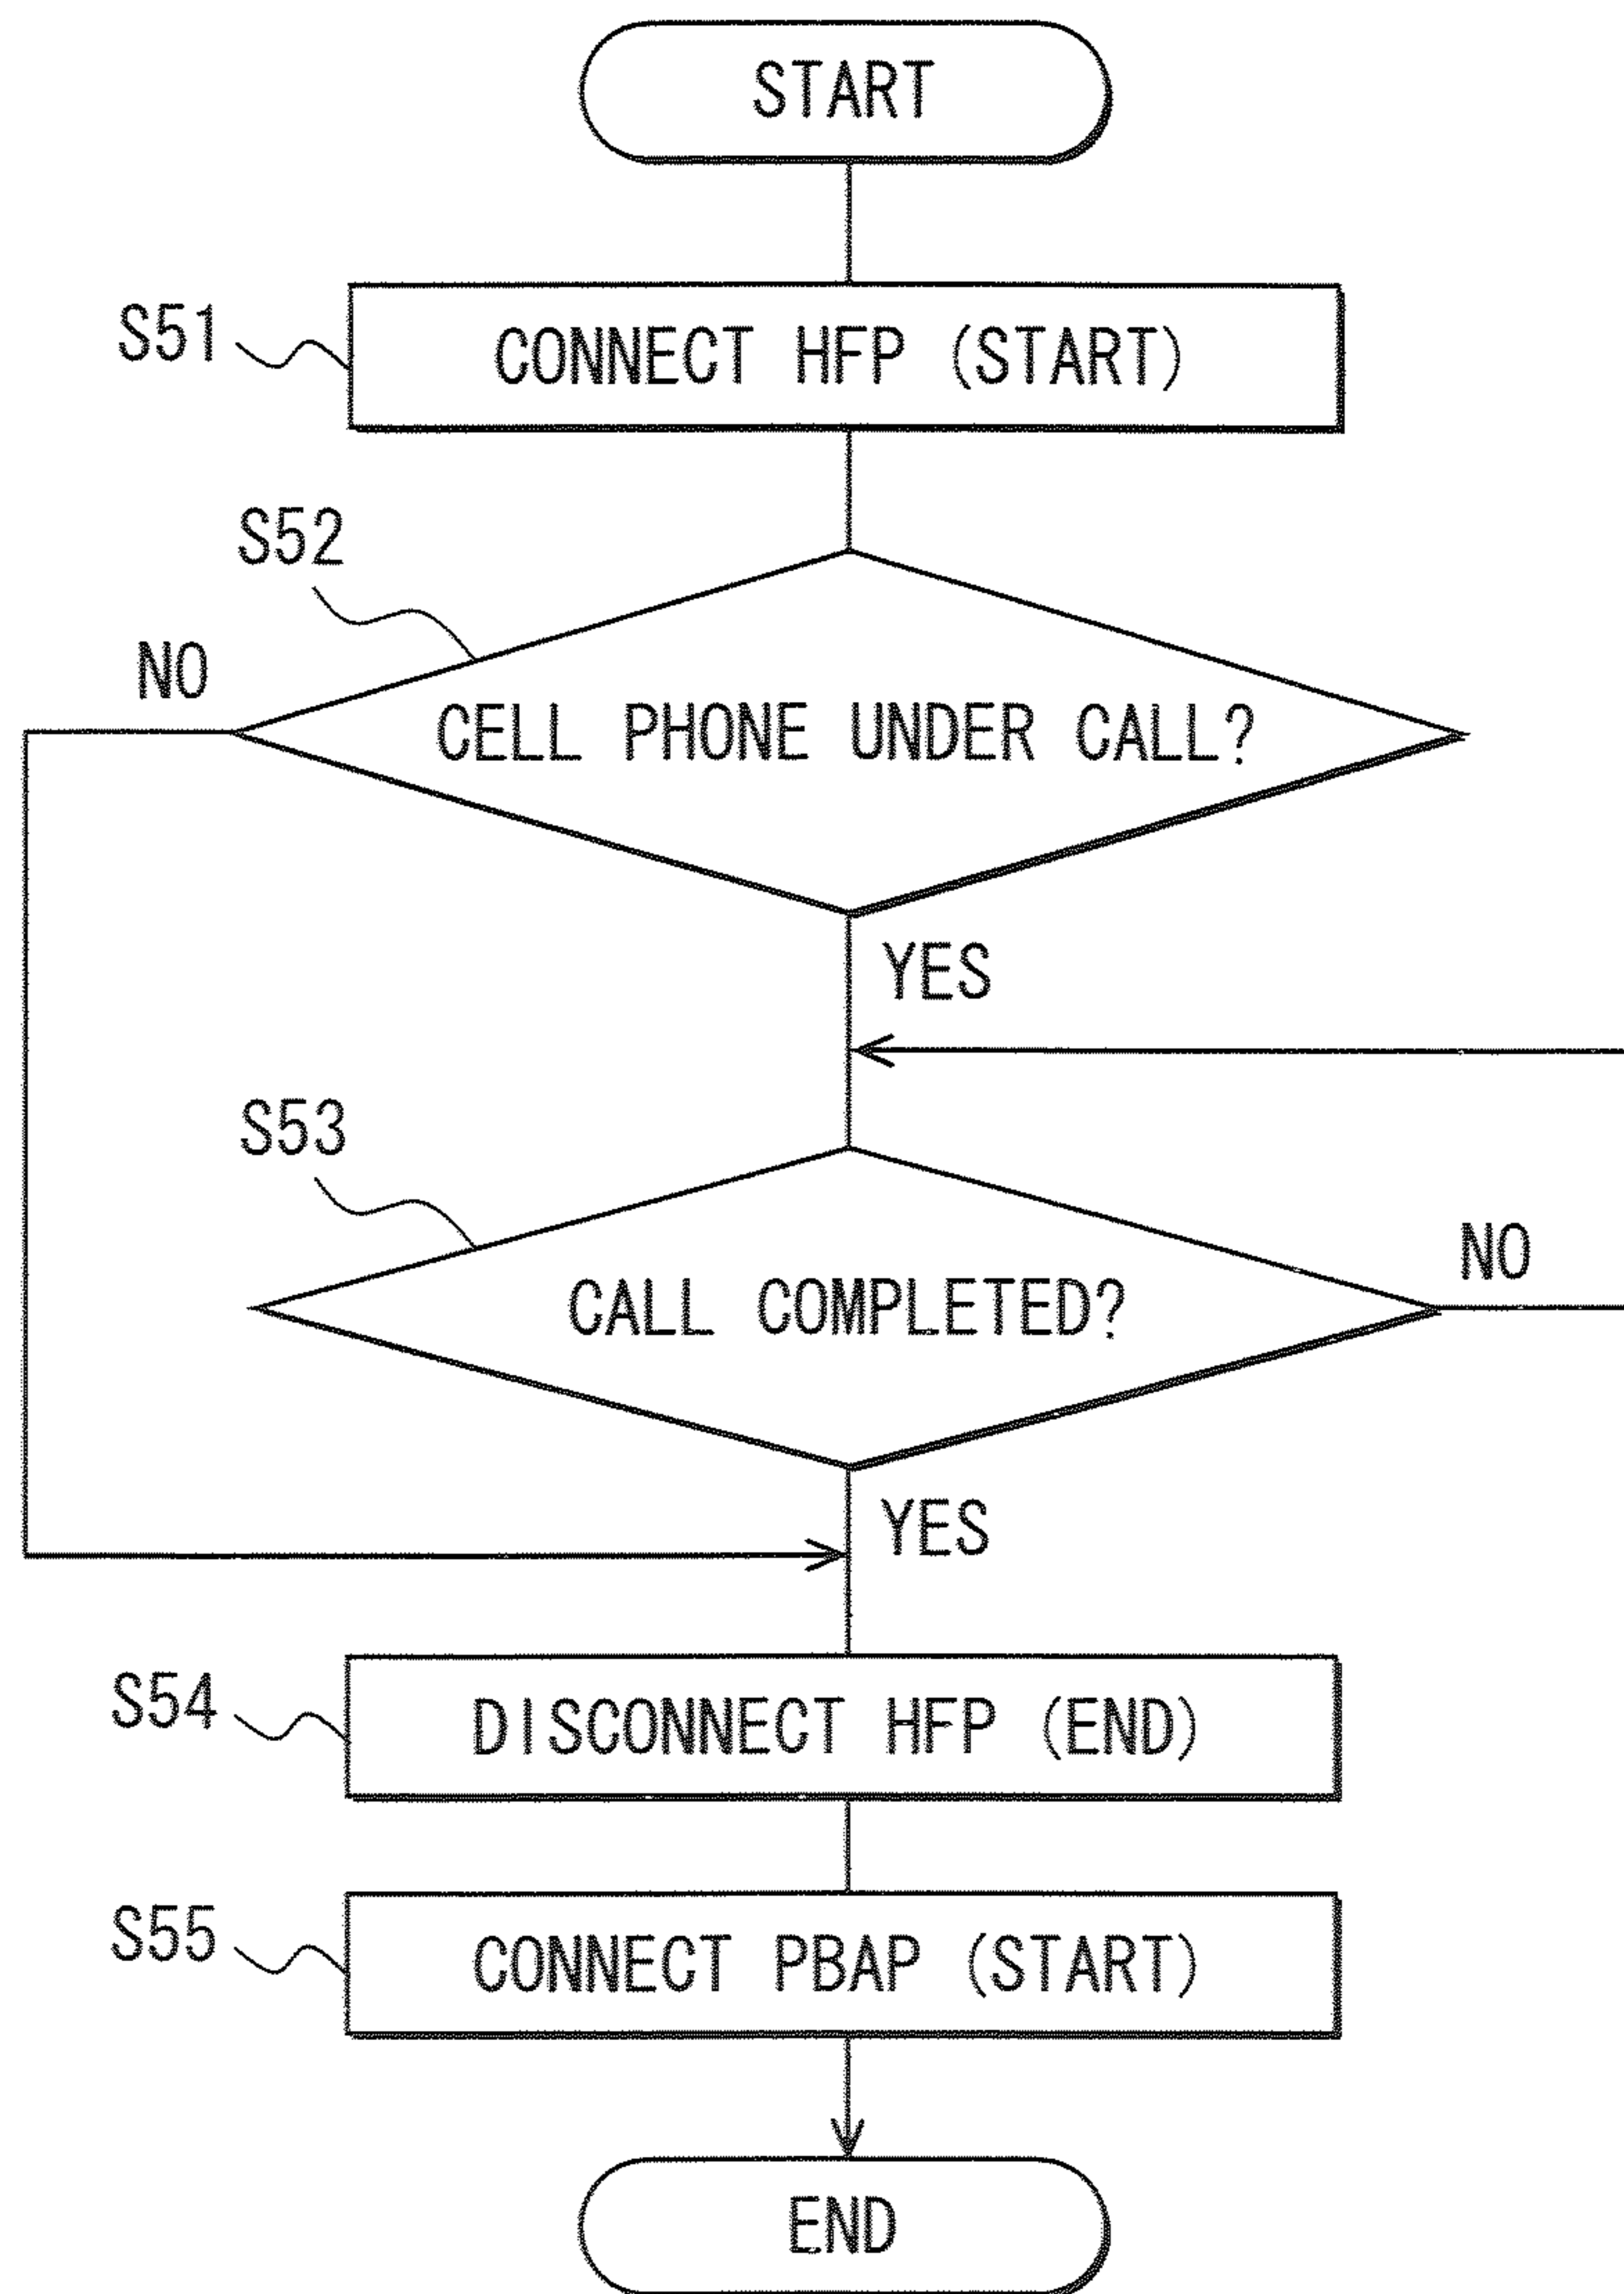 START
S51
CONNECT HFP (START)
S52
NO
CELL PHONE UNDER CALL?
YES
S53
NO
CALL COMPLETED?
YES
S54
DISCONNECT HFP (END)
S55
CONNECT PBAP (START)
END